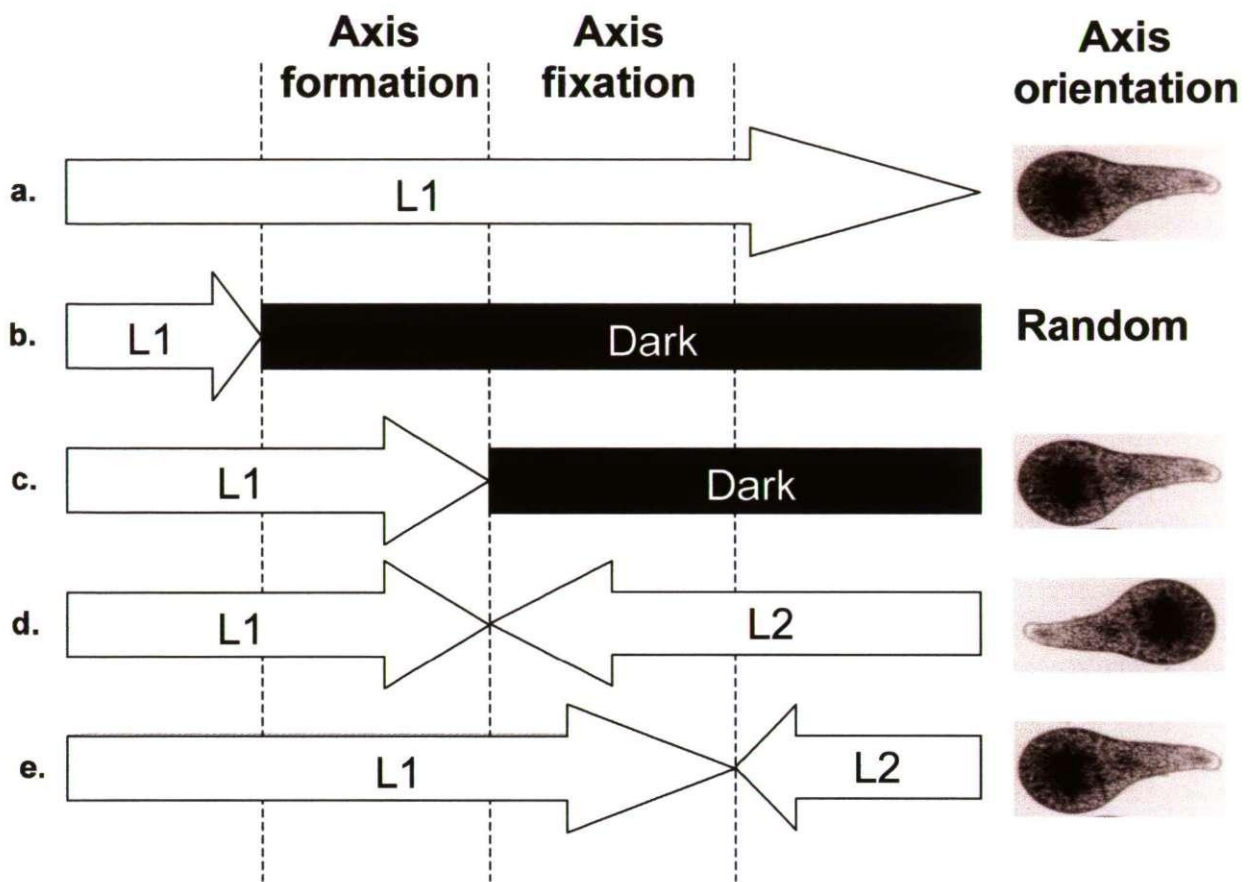 Axis formation
Axis fixation
Axis orientation
a.
L1
b.
L1
Dark
Random
c.
L1
Dark
d.
L1
L2
e.
L1
L2